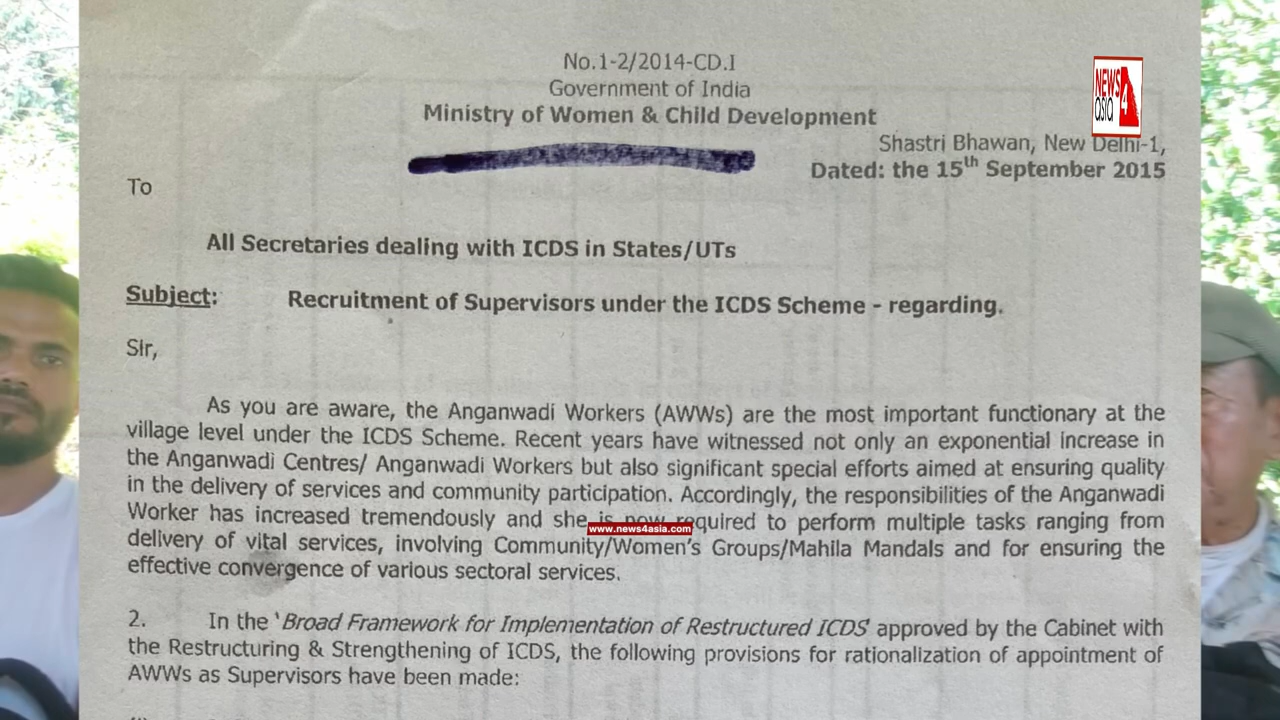 No.1-2/2014-CD.I
Government of India
Ministry of Women & Child Development
NEWS
4
asia
Shastri Bhawan, New Delhi-1,
Dated: the 15th September 2015
To
All Secretaries dealing with ICDS in States/UTs
Subject: Recruitment of Supervisors under the ICDS Scheme - regarding.
Sir,
As you are aware, the Anganwadi Workers (AWWs) are the most important functionary at the
village level under the ICDS Scheme. Recent years have witnessed not only an exponential increase in
the Anganwadi Centres/ Anganwadi Workers but also significant special efforts aimed at ensuring quality
in the delivery of services and community participation. Accordingly, the responsibilities of the Anganwadi
Worker has increased tremendously and she is now required to perform multiple tasks ranging from
www.news4asia.com
delivery of vital services, involving Community/Women's Groups/Mahila Mandals and for ensuring the
effective convergence of various sectoral services.
2. In the 'Broad Framework for Implementation of Restructured ICDS' approved by the Cabinet with
the Restructuring & Strengthening of ICDS, the following provisions for rationalization of appointment of
AWWs as Supervisors have been made: